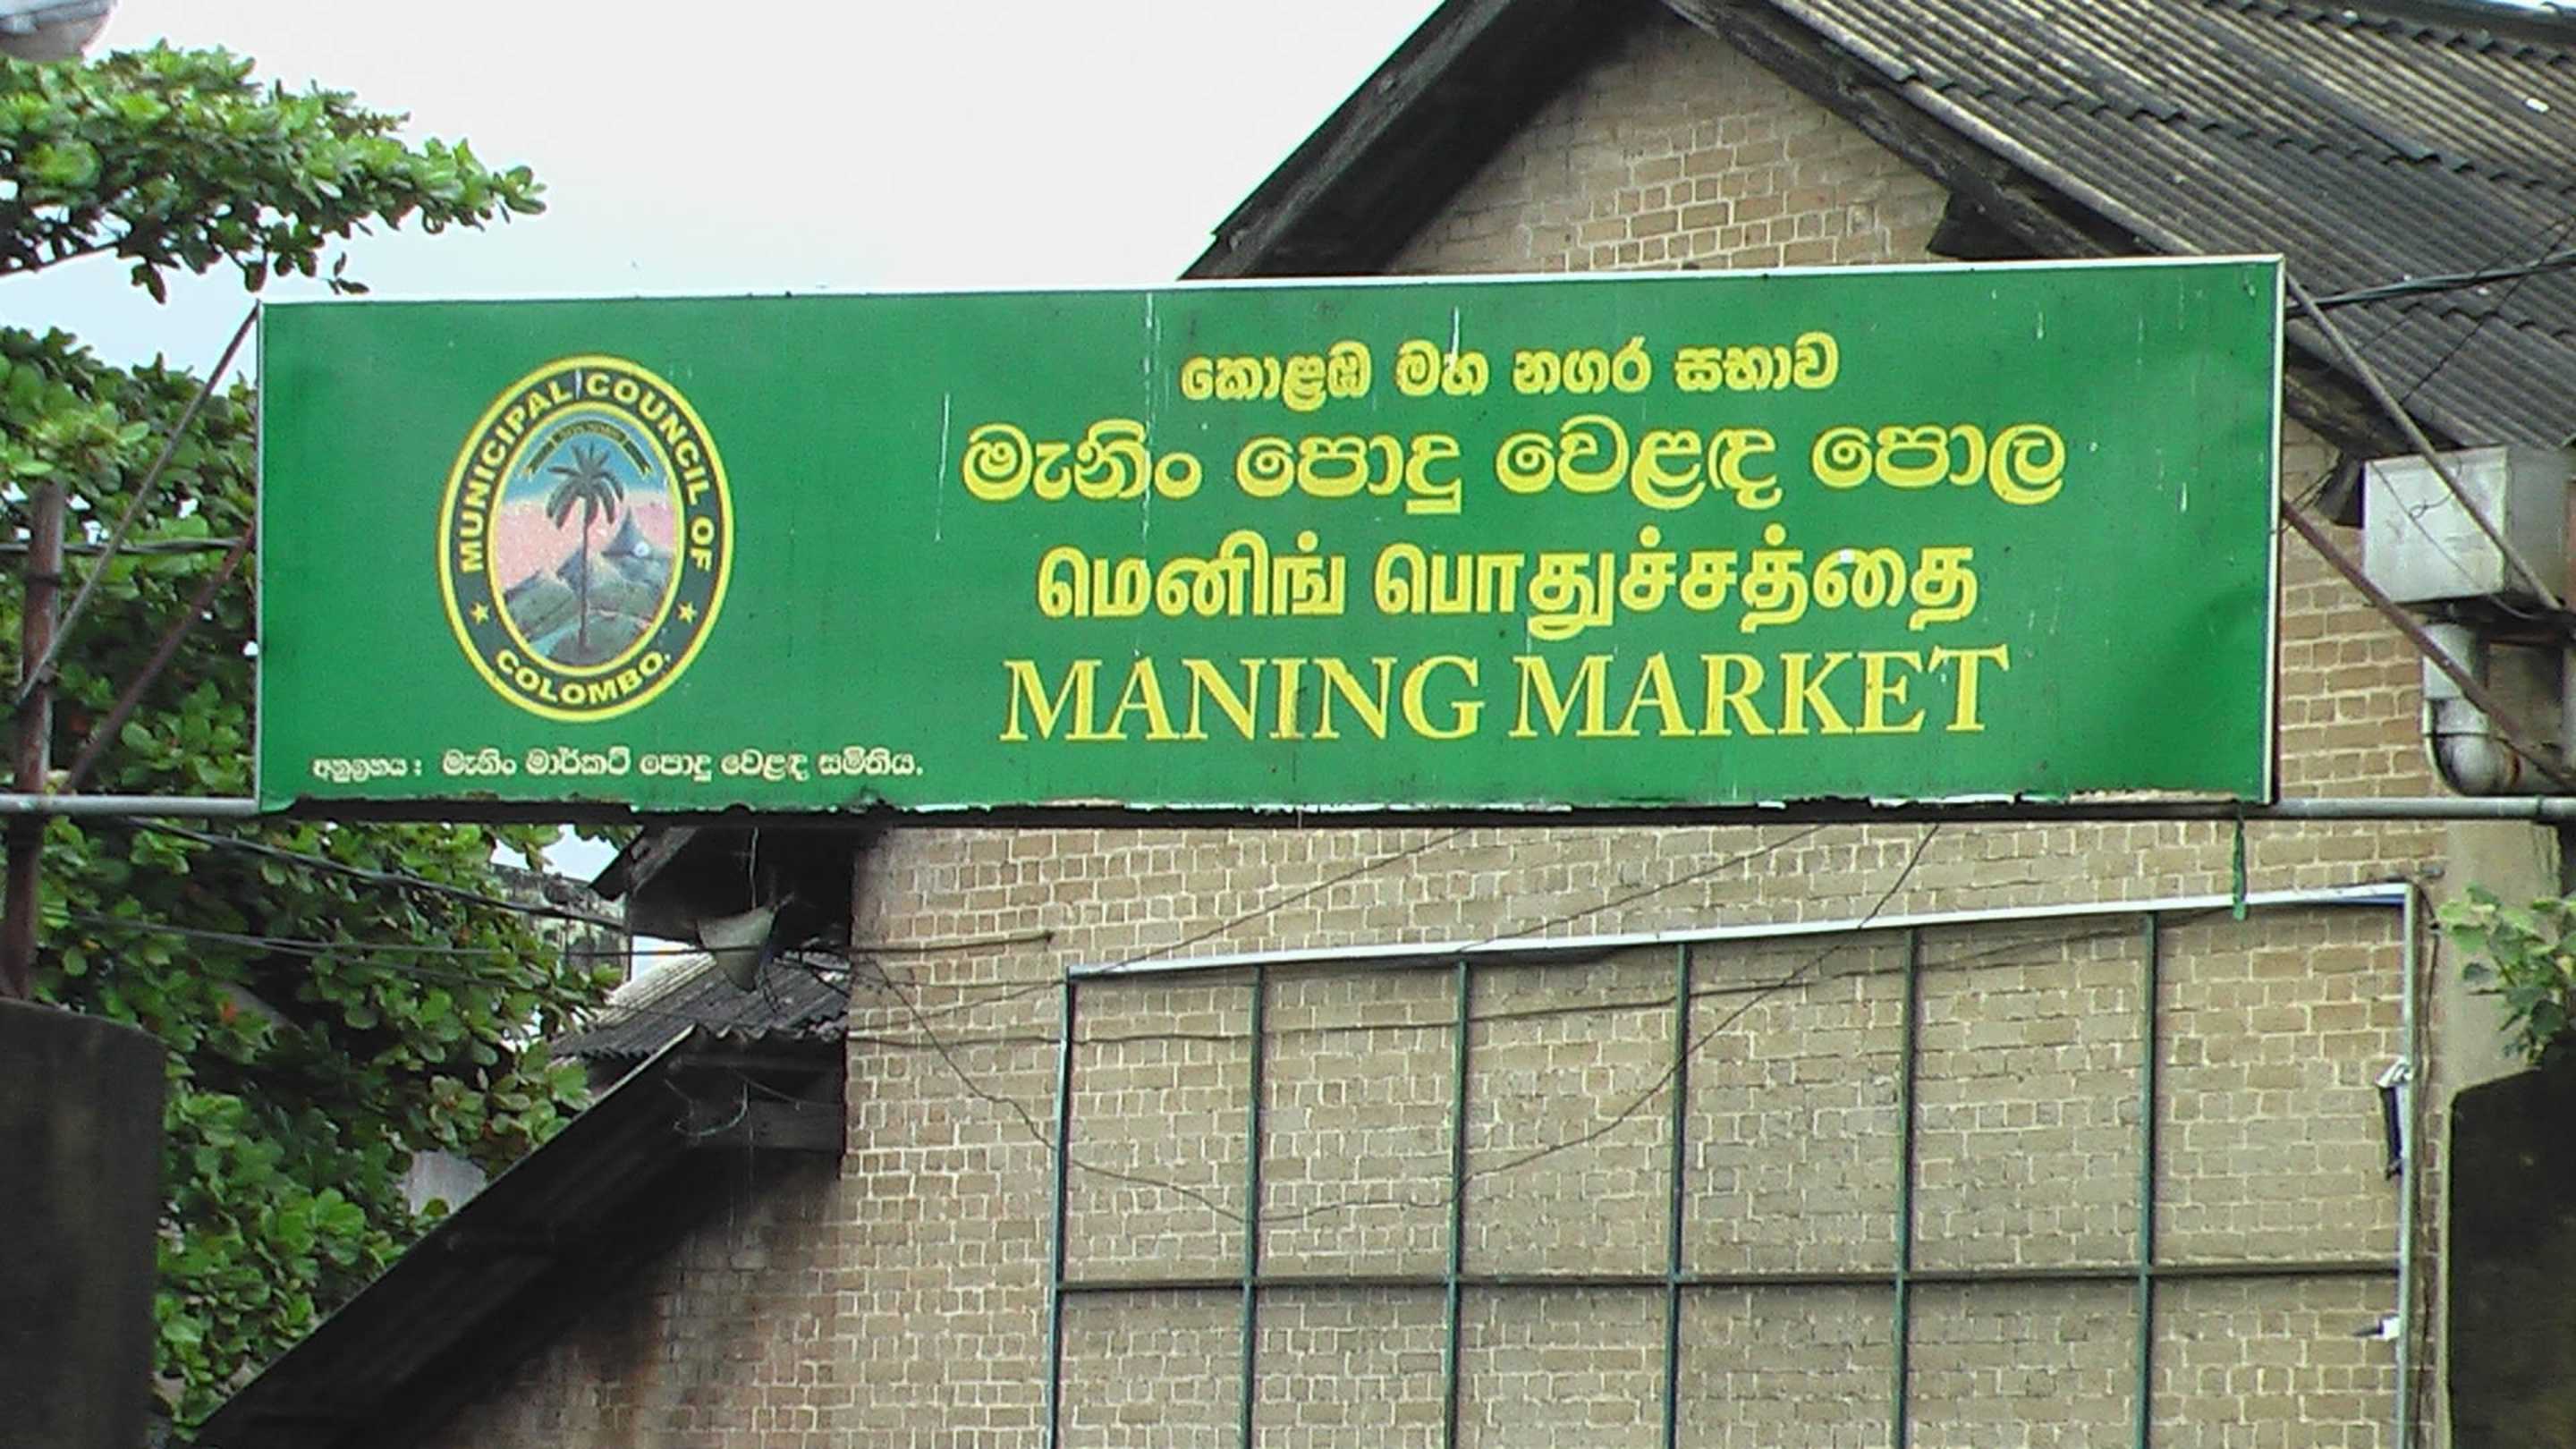 MUNICIPAL COUNCIL OF
COLOMBO.
කොළඹ මහ නගර සභාව
මැනිං පොදු වෙළඳ පොල
மெனிங் பொதுச்சந்தை
MANING MARKET
අනුග්‍රහය : මැනිං මාර්කට් පොදු වෙළඳ සමිතිය.